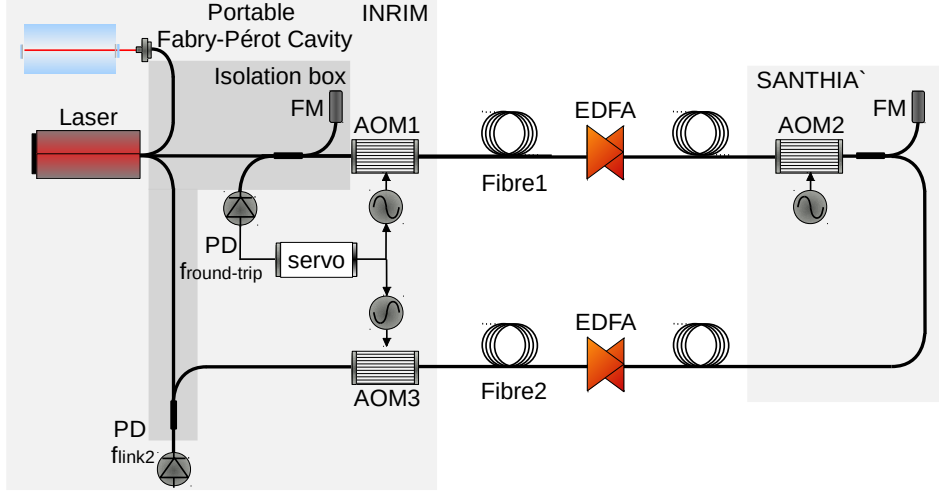 Portable
Fabry-Pérot Cavity
INRIM
Isolation box
Laser
FM
AOM1
EDFA
SANTHIA`
FM
AOM2
Fibre1
PD
fround-trip
servo
EDFA
AOM3
Fibre2
PD
flink2